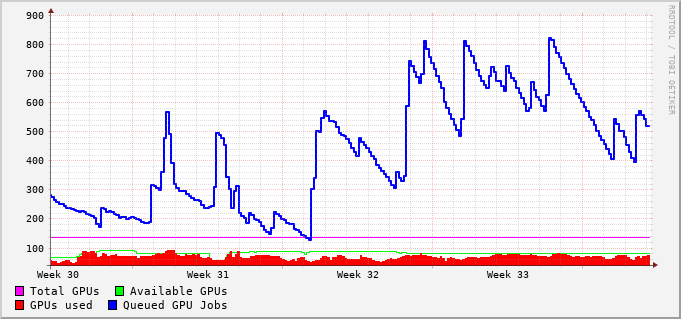 RRDTOOL / TOBI OETIKER
900
800
700
600
500
400
300
200
100
Week 30 Week 31 Week 32 Week 33
Total GPUs Available GPUs
GPUs used Queued GPU Jobs